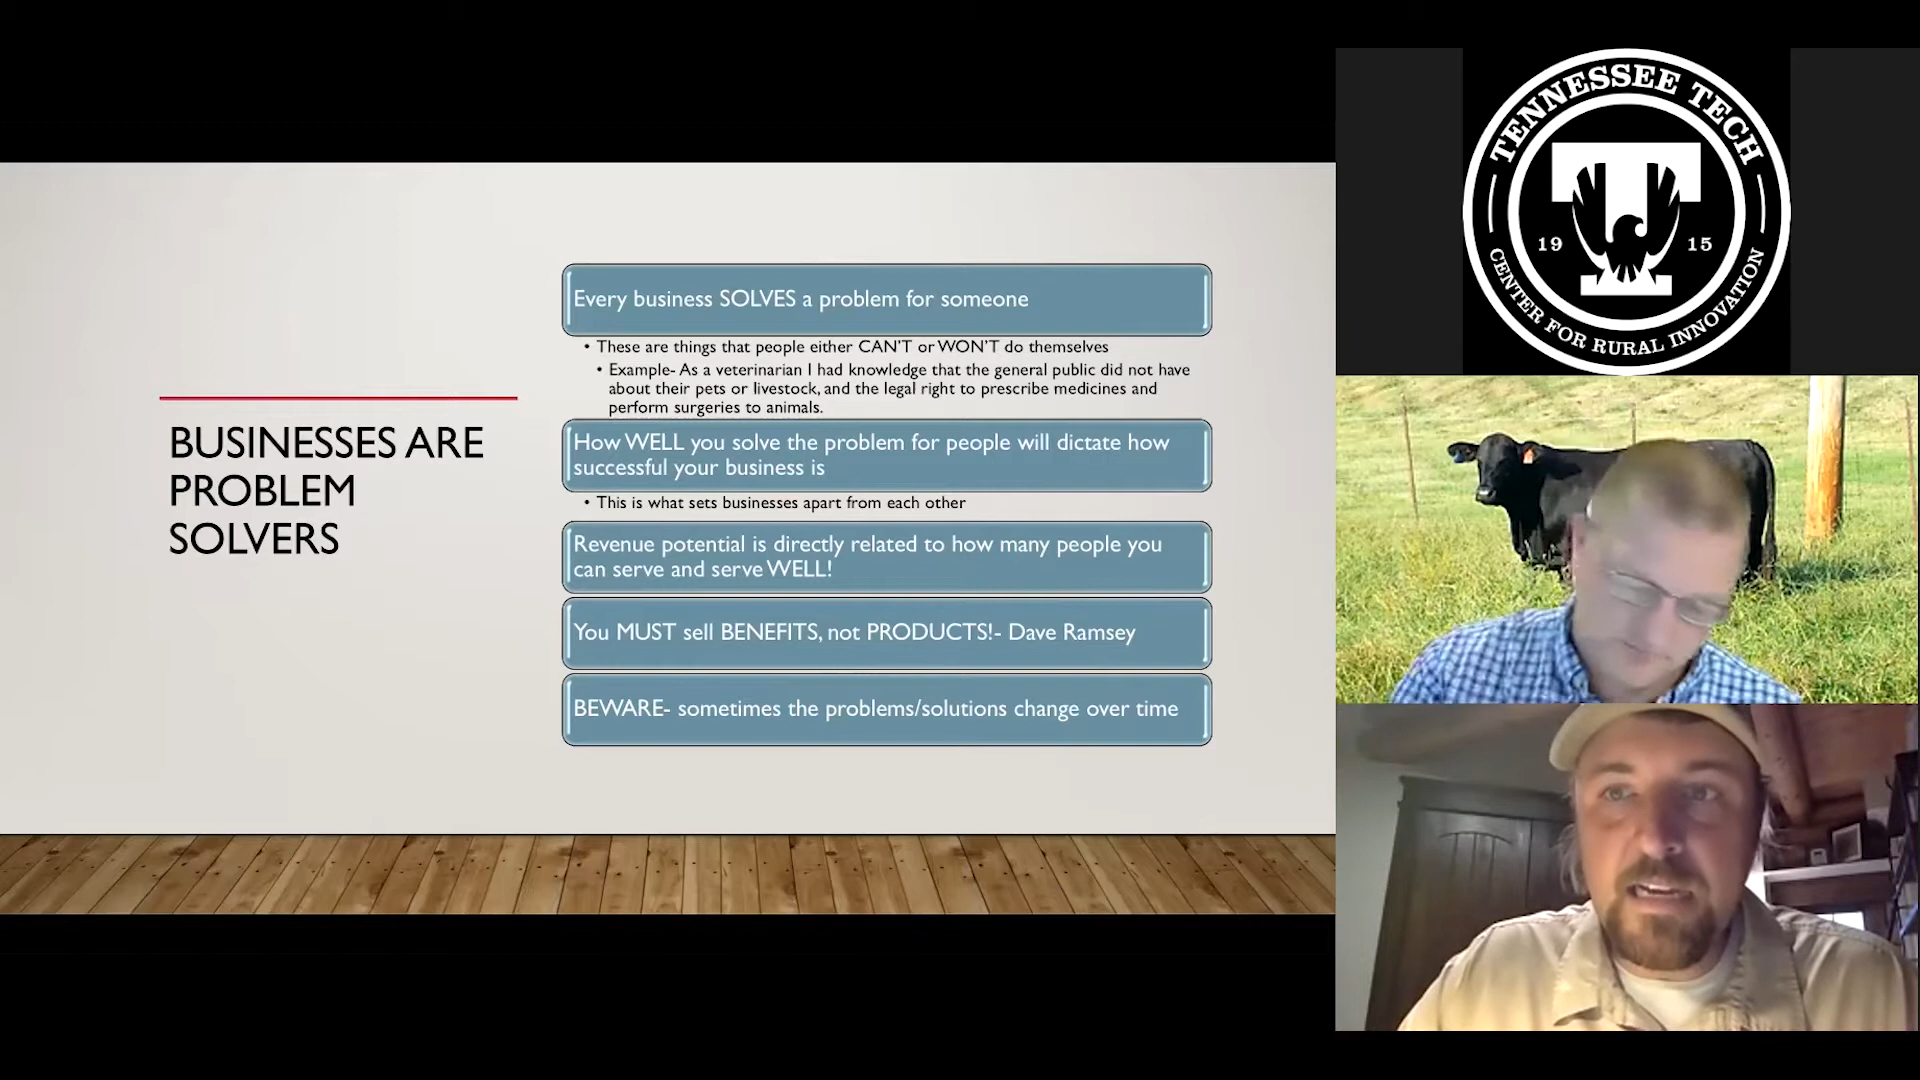 BUSINESSES ARE
PROBLEM
SOLVERS
Every business SOLVES a problem for someone
• These are things that people either CAN'T or WON'T do themselves
• Example- As a veterinarian I had knowledge that the general public did not have
about their pets or livestock, and the legal right to prescribe medicines and
perform surgeries to animals.
How WELL you solve the problem for people will dictate how
successful your business is
• This is what sets businesses apart from each other
Revenue potential is directly related to how many people you
can serve and serve WELL!
You MUST sell BENEFITS, not PRODUCTS!- Dave Ramsey
BEWARE- sometimes the problems/solutions change over time
TENNESSEE TECH
T
19 15
CENTER FOR RURAL INNOVATION